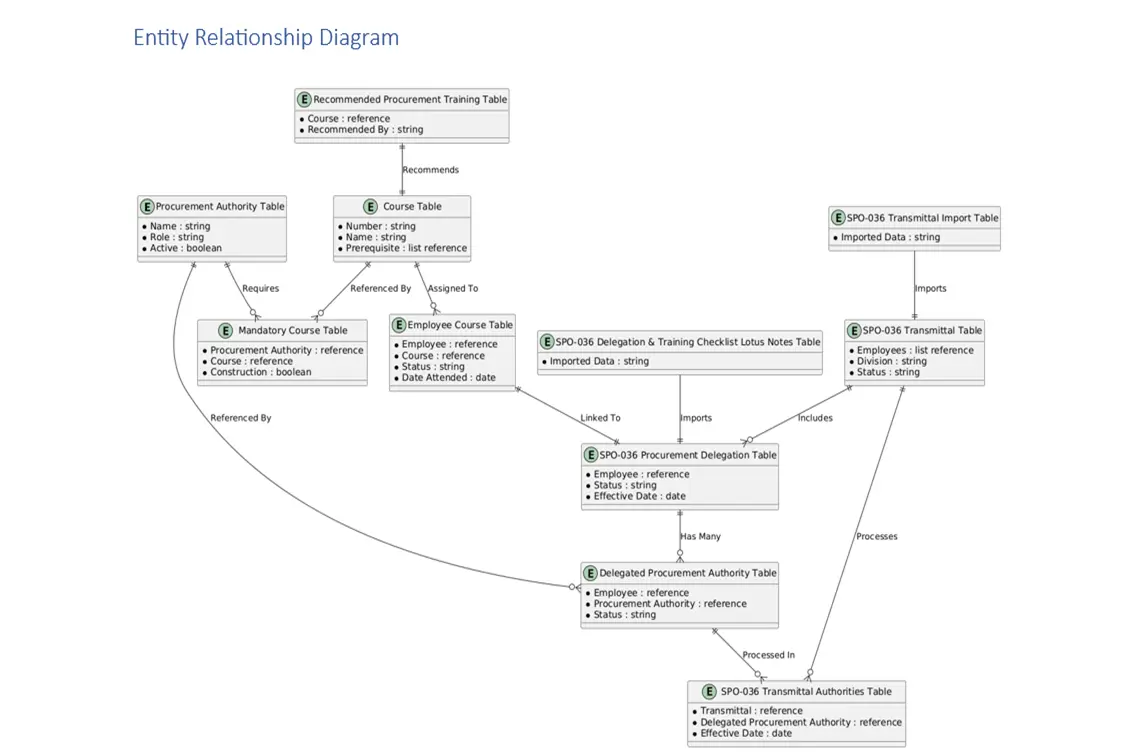 Entity Relationship Diagram
E Recommended Procurement Training Table
• Course : reference
• Recommended By : string
Recommends
E Procurement Authority Table
• Name : string
• Role : string
• Active : boolean
E Course Table
• Number : string
• Name : string
• Prerequisite : list reference
E SPO-036 Transmittal Import Table
• Imported Data : string
Requires
Referenced By
Assigned To
Imports
E Mandatory Course Table
• Procurement Authority : reference
• Course : reference
• Construction : boolean
E Employee Course Table
• Employee : reference
• Course : reference
• Status : string
• Date Attended : date
E SPO-036 Delegation & Training Checklist Lotus Notes Table
• Imported Data : string
E SPO-036 Transmittal Table
• Employees : list reference
• Division : string
• Status : string
Referenced By
Linked To
Imports
Includes
E SPO-036 Procurement Delegation Table
• Employee : reference
• Status : string
• Effective Date : date
Has Many
Processes
E Delegated Procurement Authority Table
• Employee : reference
• Procurement Authority : reference
• Status : string
Processed In
E SPO-036 Transmittal Authorities Table
• Transmittal : reference
• Delegated Procurement Authority : reference
• Effective Date : date